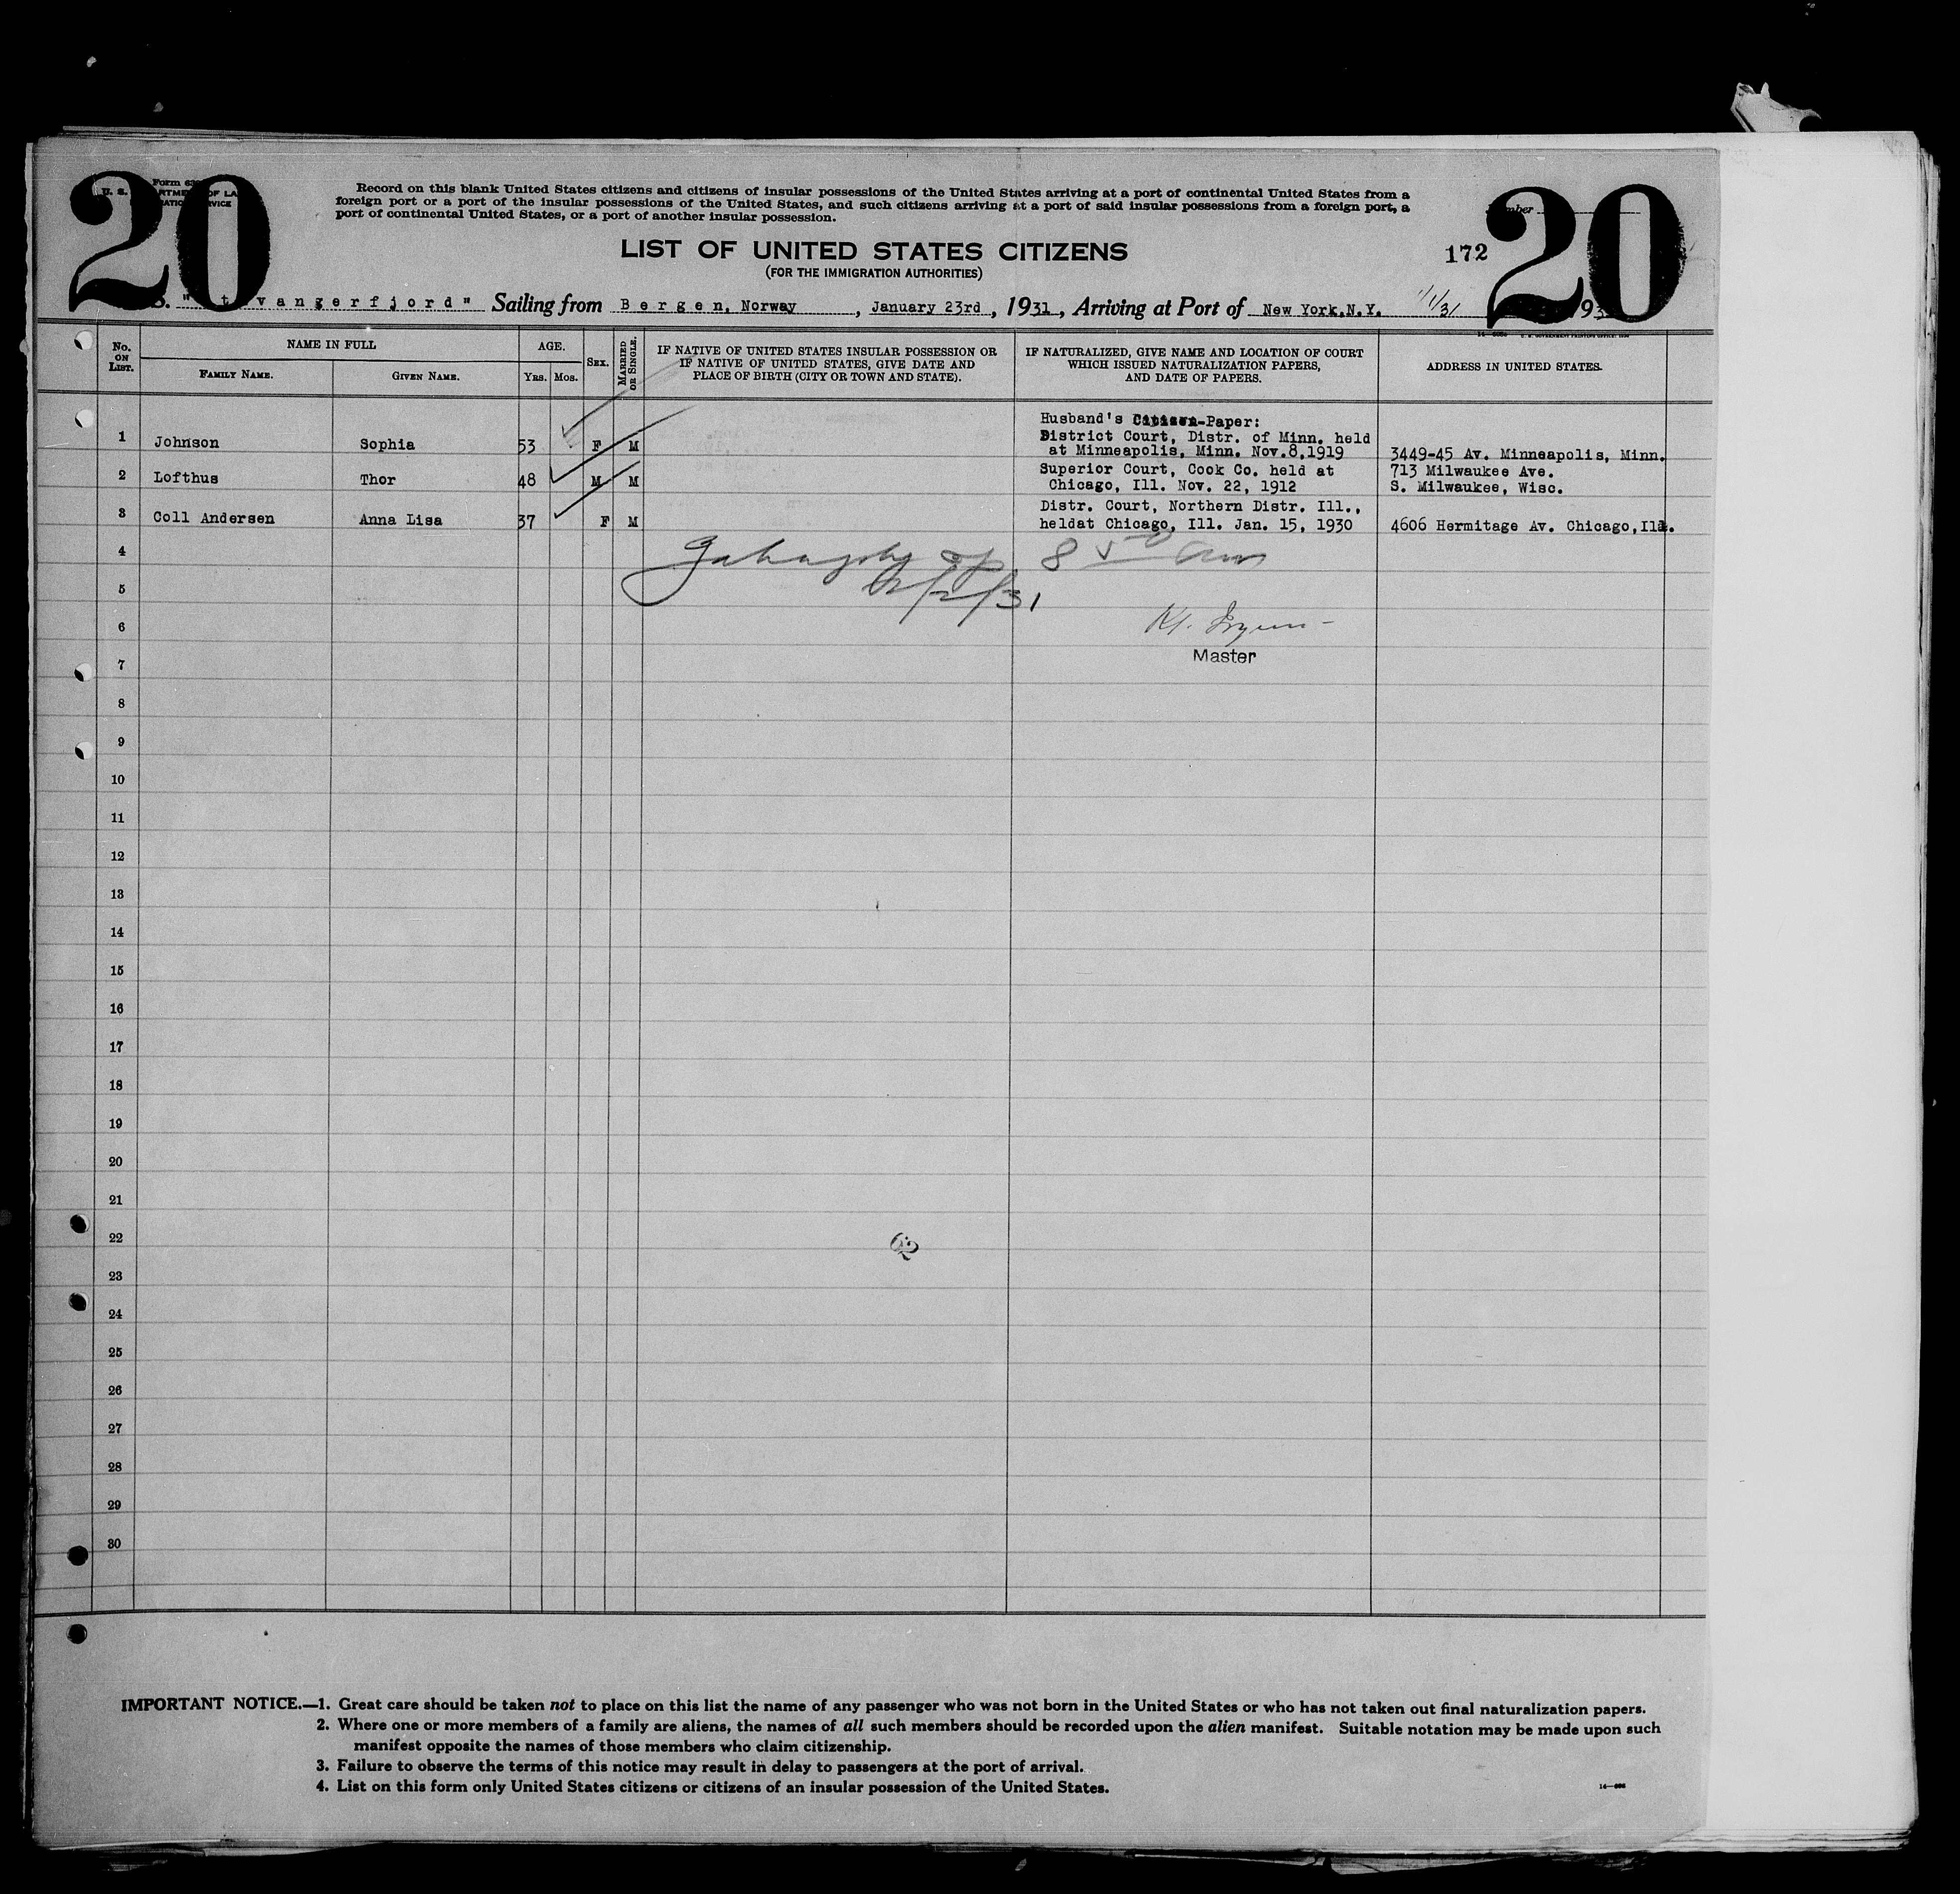 20
20
Record on this blank United States citizens and citizens of insular possessions of the United States arriving at a port of continental United States from a
foreign port or a port of the insular possessions of the United States, and such citizens arriving at a port of said insular possessions from a foreign port, a
port of continental United States, or a port of another insular possession.
LIST OF UNITED STATES CITIZENS
(FOR THE IMMIGRATION AUTHORITIES)
172
Sailing from Bergen, Norway, January 23rd, 1931, Arriving at Port of New York,N.Y.
No. ON LIST.
NAME IN FULL
FAMILY NAME.
GIVEN NAME.
AGE.
YRS. MOS.
SEX.
MARRIED OR SINGLE.
IF NATIVE OF UNITED STATES INSULAR POSSESSION OR
IF NATIVE OF UNITED STATES, GIVE DATE AND
PLACE OF BIRTH (CITY OR TOWN AND STATE).
IF NATURALIZED, GIVE NAME AND LOCATION OF COURT
WHICH ISSUED NATURALIZATION PAPERS,
AND DATE OF PAPERS.
ADDRESS IN UNITED STATES.
Husband's Citizen-Paper:
District Court, Distr. of Minn. held
1 Johnson Sophia 53 F M at Minneapolis, Minn. Nov.8,1919 3449-45 Av. Minneapolis, Minn.
Superior Court, Cook Co. held at 713 Milwaukee Ave.
2 Lofthus Thor 48 M M Chicago, Ill. Nov. 22, 1912 S. Milwaukee, Wisc.
Distr. Court, Northern Distr. Ill.,
3 Coll Andersen Anna Lisa 37 F M heldat Chicago, Ill. Jan. 15, 1930 4606 Hermitage Av. Chicago,Ill.
4
5
6
Master
7
8
9
10
11
12
13
14
15
16
17
18
19
20
21
22
62
23
24
25
26
27
28
29
30
IMPORTANT NOTICE.—1. Great care should be taken not to place on this list the name of any passenger who was not born in the United States or who has not taken out final naturalization papers.
2. Where one or more members of a family are aliens, the names of all such members should be recorded upon the alien manifest. Suitable notation may be made upon such
manifest opposite the names of those members who claim citizenship.
3. Failure to observe the terms of this notice may result in delay to passengers at the port of arrival.
4. List on this form only United States citizens or citizens of an insular possession of the United States.